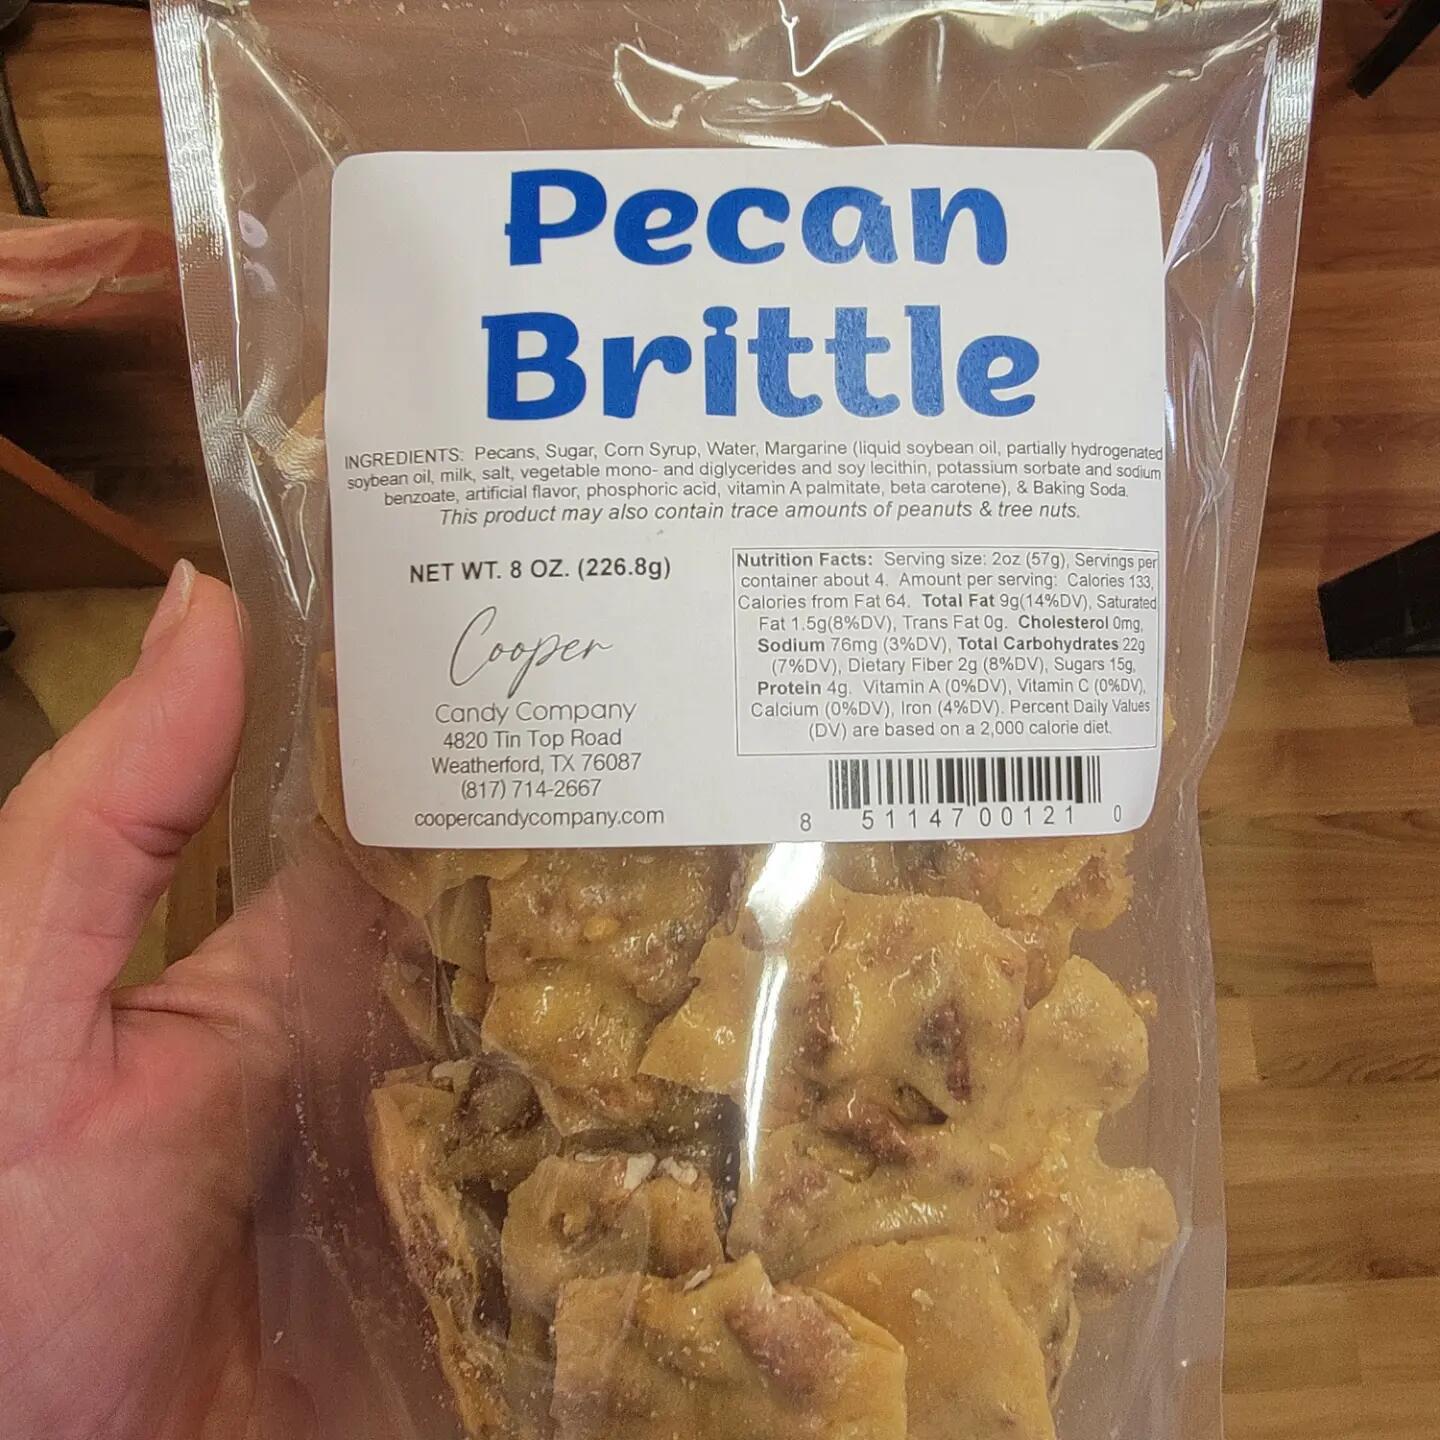 Pecan
Brittle
INGREDIENTS: Pecans, Sugar, Corn Syrup, Water, Margarine (liquid soybean oil, partially hydrogenated
soybean oil, milk, salt, vegetable mono- and diglycerides and soy lecithin, potassium sorbate and sodium
benzoate, artificial flavor, phosphoric acid, vitamin A palmitate, beta carotene), & Baking Soda.
This product may also contain trace amounts of peanuts & tree nuts.
NET WT. 8 OZ. (226.8g)
Cooper
Candy Company
4820 Tin Top Road
Weatherford, TX 76087
(817) 714-2667
coopercandycompany.com
Nutrition Facts: Serving size: 2oz (57g), Servings per
container about 4. Amount per serving: Calories 133,
Calories from Fat 64. Total Fat 9g(14%DV), Saturated
Fat 1.5g(8%DV), Trans Fat 0g. Cholesterol 0mg,
Sodium 76mg (3%DV), Total Carbohydrates 22g
(7%DV), Dietary Fiber 2g (8%DV), Sugars 15g,
Protein 4g. Vitamin A (0%DV), Vitamin C (0%DV),
Calcium (0%DV), Iron (4%DV). Percent Daily Values
(DV) are based on a 2,000 calorie diet.
8 51147 00121 0